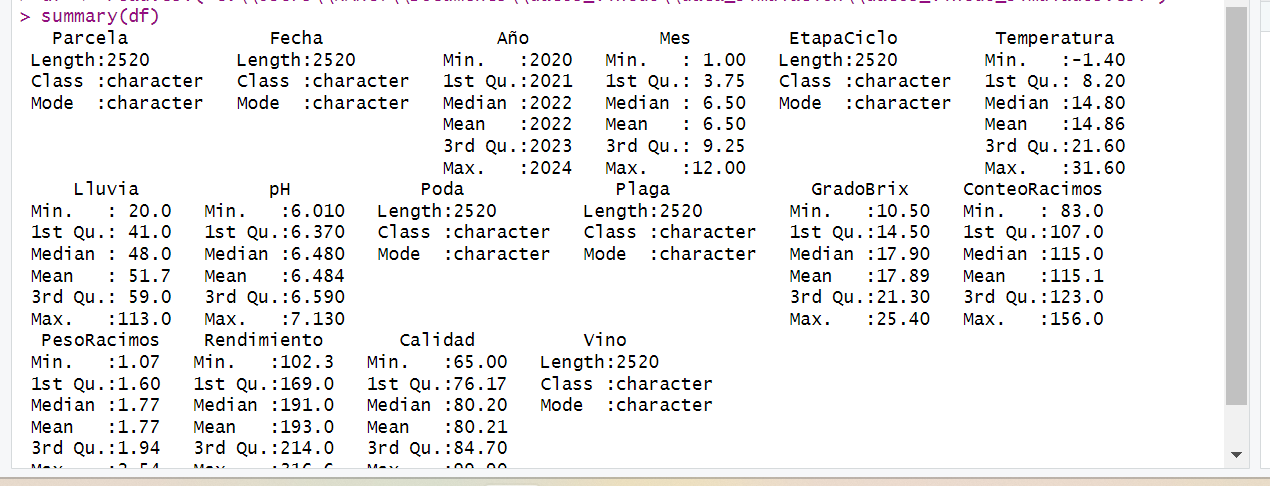 > summary(df)
Parcela Fecha Año Mes EtapaCiclo Temperatura
Length:2520 Length:2520 Min. :2020 Min. : 1.00 Length:2520 Min. :-1.40
Class :character Class :character 1st Qu.:2021 1st Qu.: 3.75 Class :character 1st Qu.: 8.20
Mode :character Mode :character Median :2022 Median : 6.50 Mode :character Median :14.80
Mean :2022 Mean : 6.50 Mean :14.86
3rd Qu.:2023 3rd Qu.: 9.25 3rd Qu.:21.60
Max. :2024 Max. :12.00 Max. :31.60
Lluvia pH Poda Plaga GradoBrix ConteoRacimos
Min. : 20.0 Min. :6.010 Length:2520 Length:2520 Min. :10.50 Min. : 83.0
1st Qu.: 41.0 1st Qu.:6.370 Class :character Class :character 1st Qu.:14.50 1st Qu.:107.0
Median : 48.0 Median :6.480 Mode :character Mode :character Median :17.90 Median :115.0
Mean : 51.7 Mean :6.484 Mean :17.89 Mean :115.1
3rd Qu.: 59.0 3rd Qu.:6.590 3rd Qu.:21.30 3rd Qu.:123.0
Max. :113.0 Max. :7.130 Max. :25.40 Max. :156.0
PesoRacimos Rendimiento Calidad Vino
Min. :1.07 Min. :102.3 Min. :65.00 Length:2520
1st Qu.:1.60 1st Qu.:169.0 1st Qu.:76.17 Class :character
Median :1.77 Median :191.0 Median :80.20 Mode :character
Mean :1.77 Mean :193.0 Mean :80.21
3rd Qu.:1.94 3rd Qu.:214.0 3rd Qu.:84.70